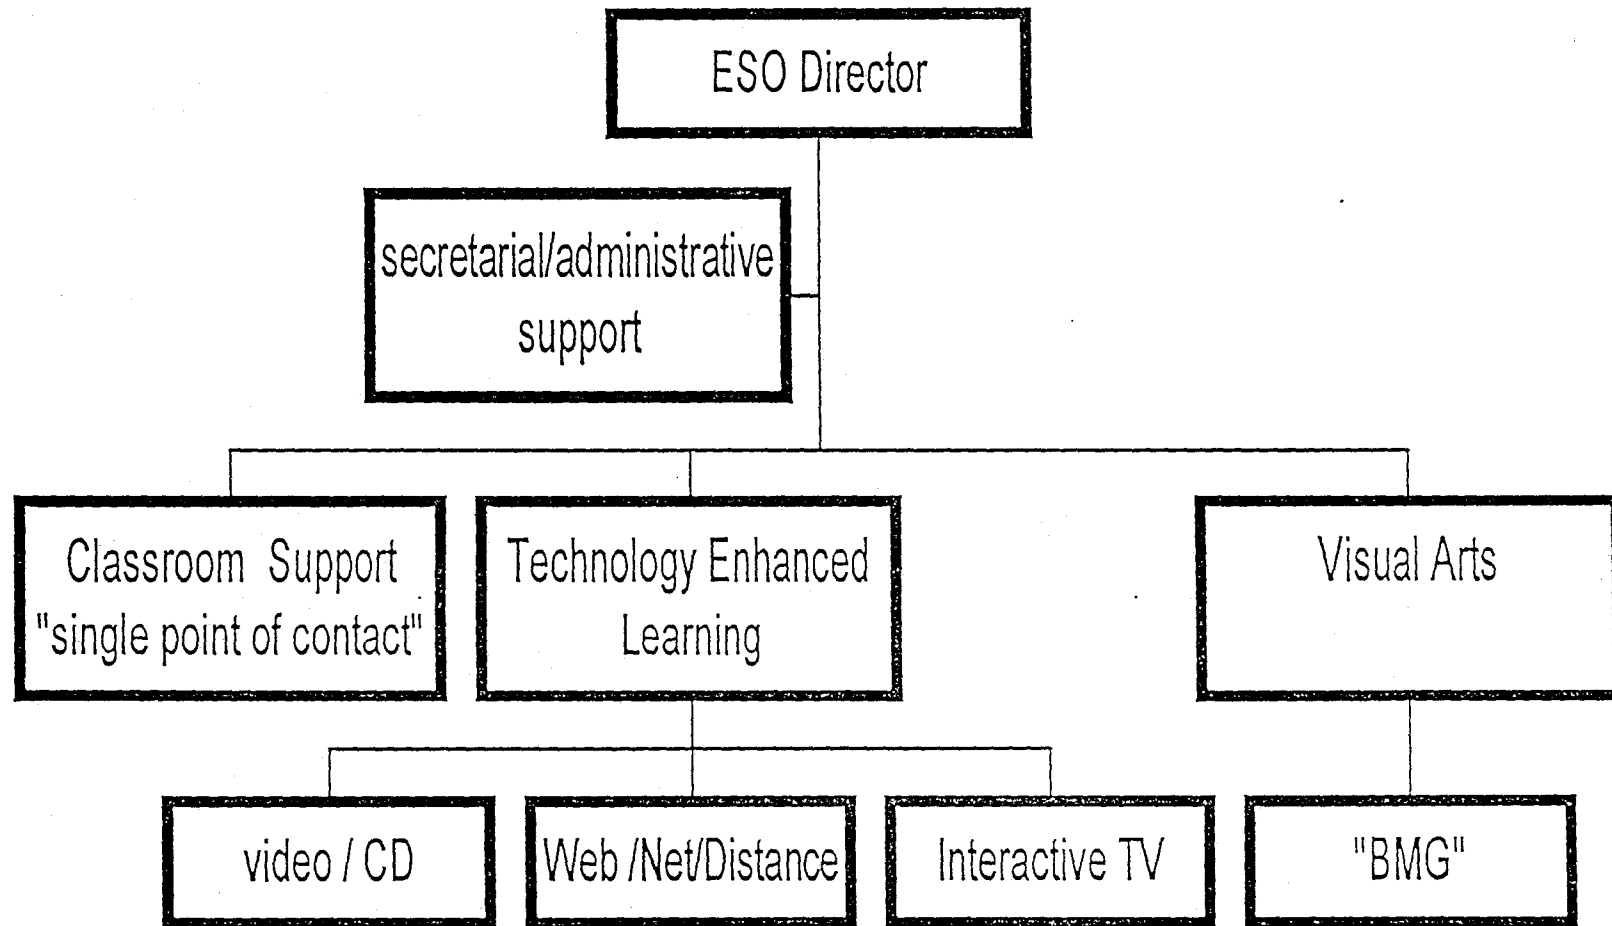 ESO Director
secretarial/administrative
support
Classroom Support
"single point of contact"
Technology Enhanced
Learning
Visual Arts
video / CD
Web /Net/Distance
Interactive TV
"BMG"